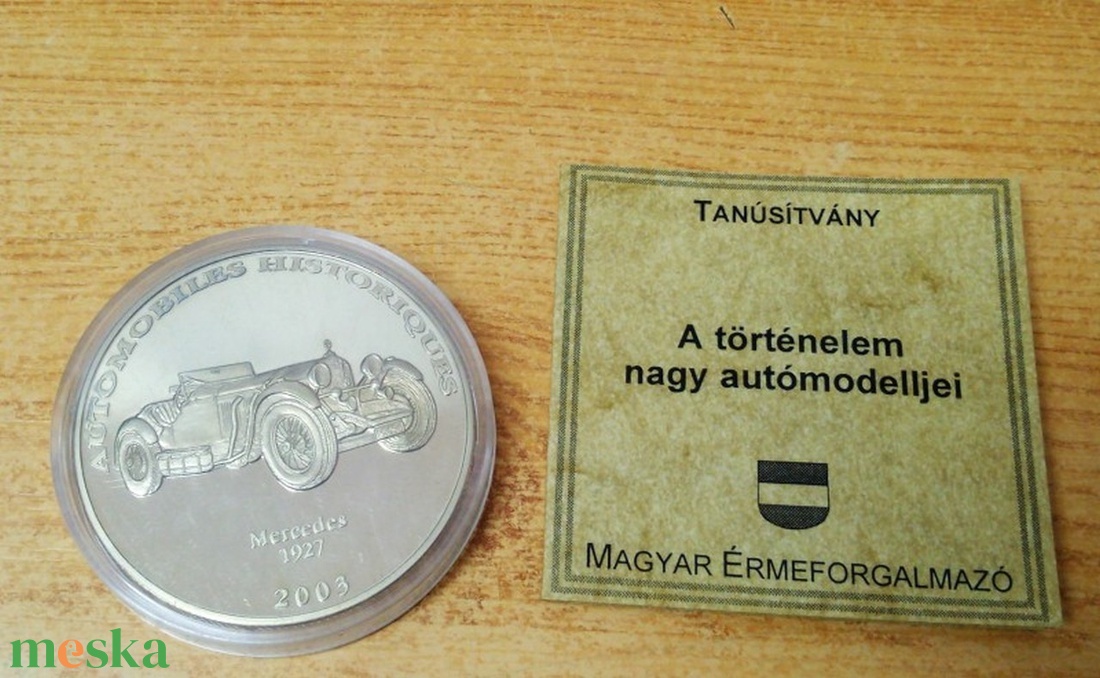 AUTOMOBILES HISTORIQUES
Mercedes
1927
2003
TANÚSÍTVÁNY
A történelem
nagy autómodelljei
MAGYAR ÉRMEFORGALMAZÓ
meska